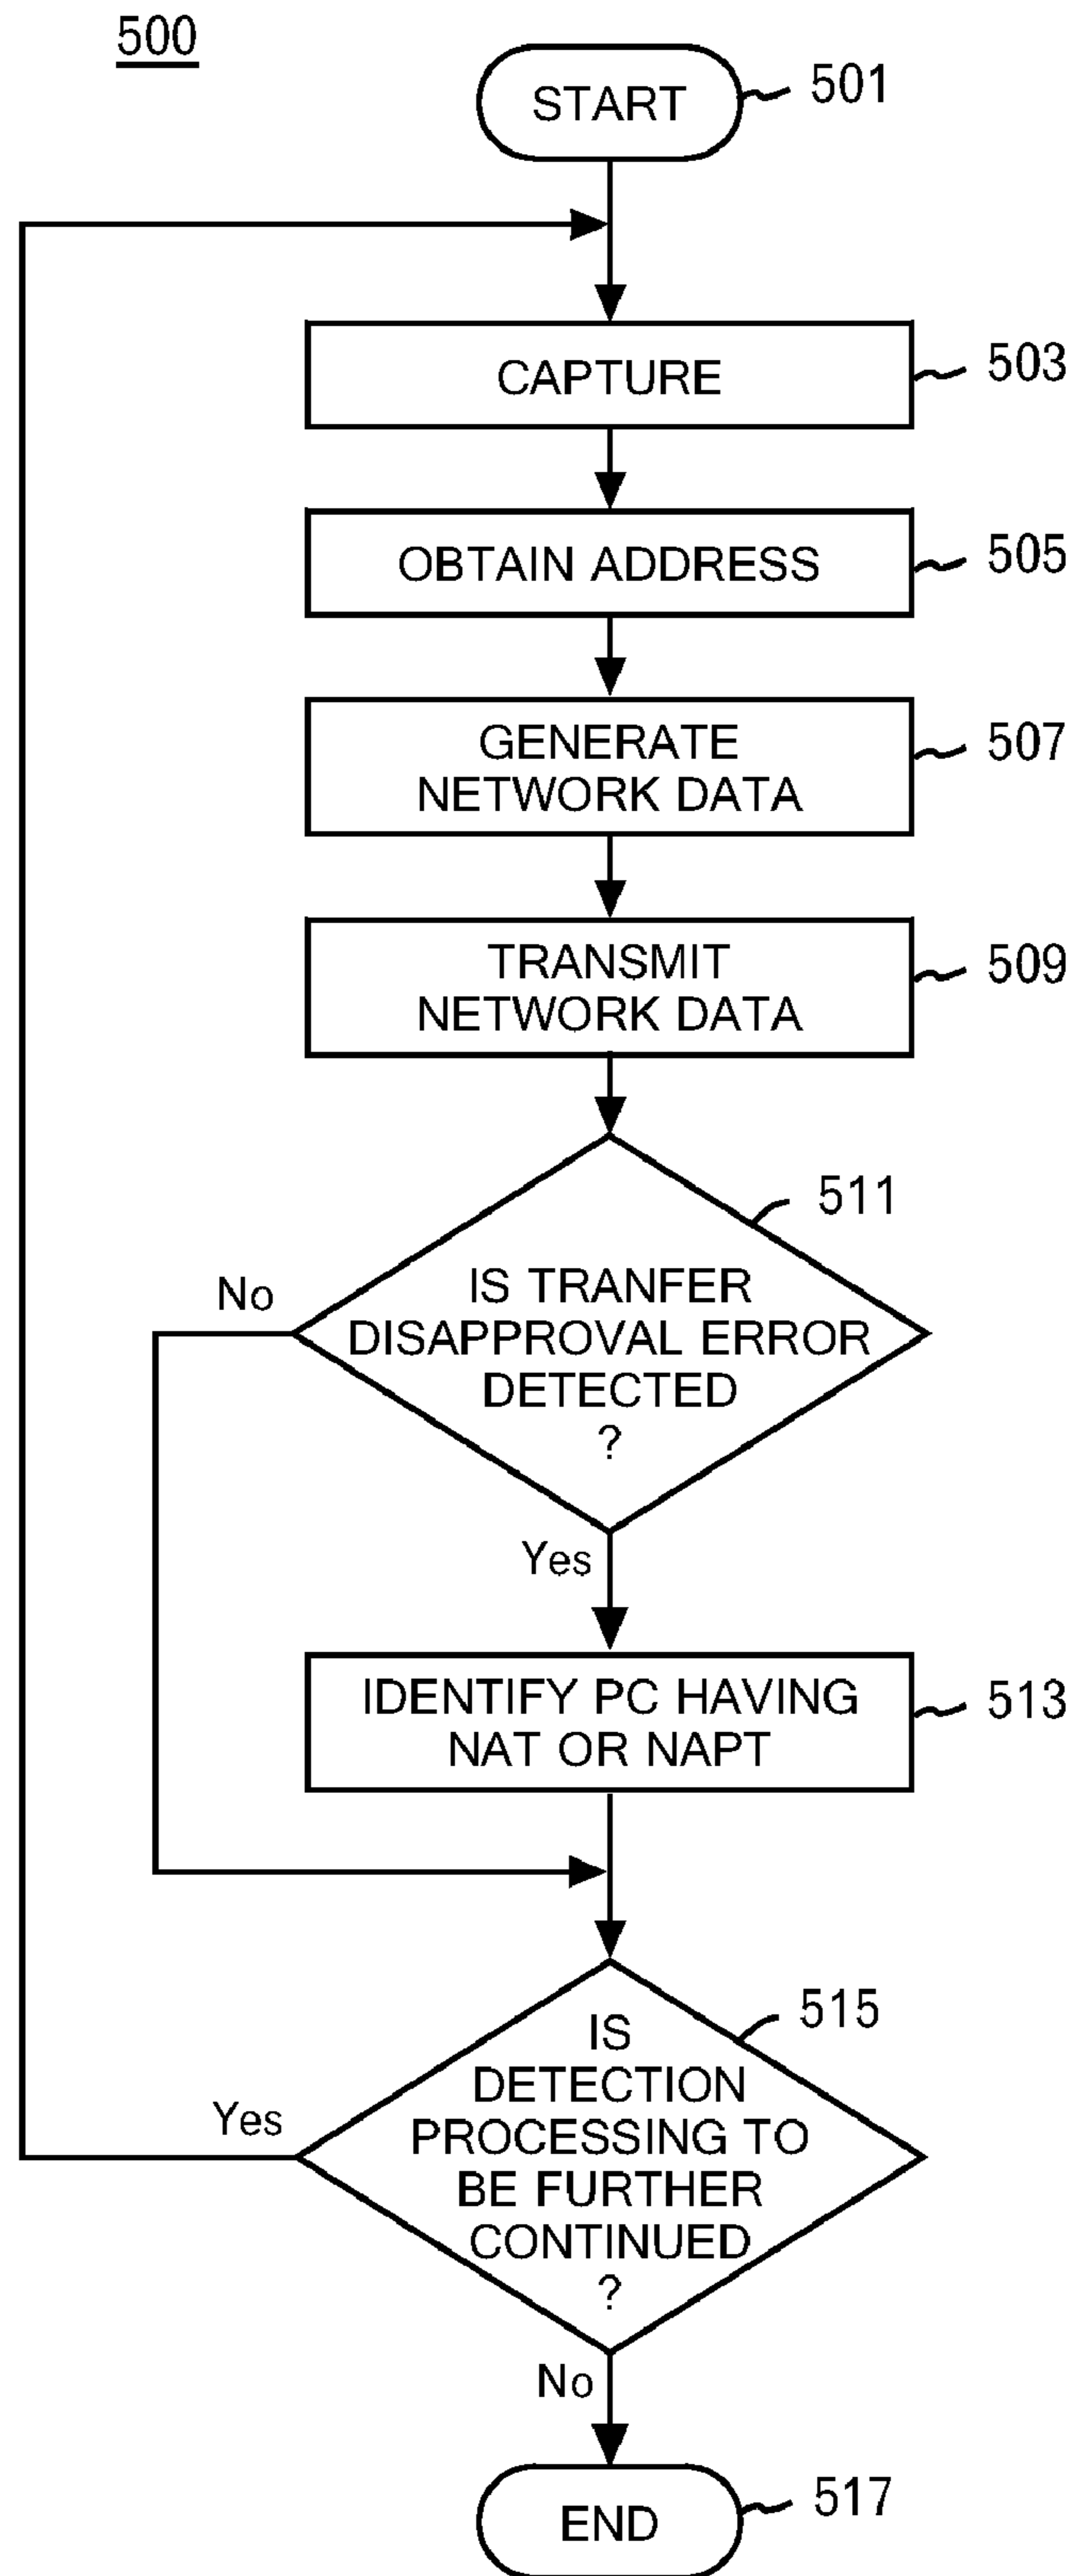 500
START
501
CAPTURE
503
OBTAIN ADDRESS
505
GENERATE
NETWORK DATA
507
TRANSMIT
NETWORK DATA
509
511
IS TRANFER
DISAPPROVAL ERROR
DETECTED
?
No
Yes
IDENTIFY PC HAVING
NAT OR NAPT
513
515
IS
DETECTION
PROCESSING TO
BE FURTHER
CONTINUED
?
Yes
No
END
517